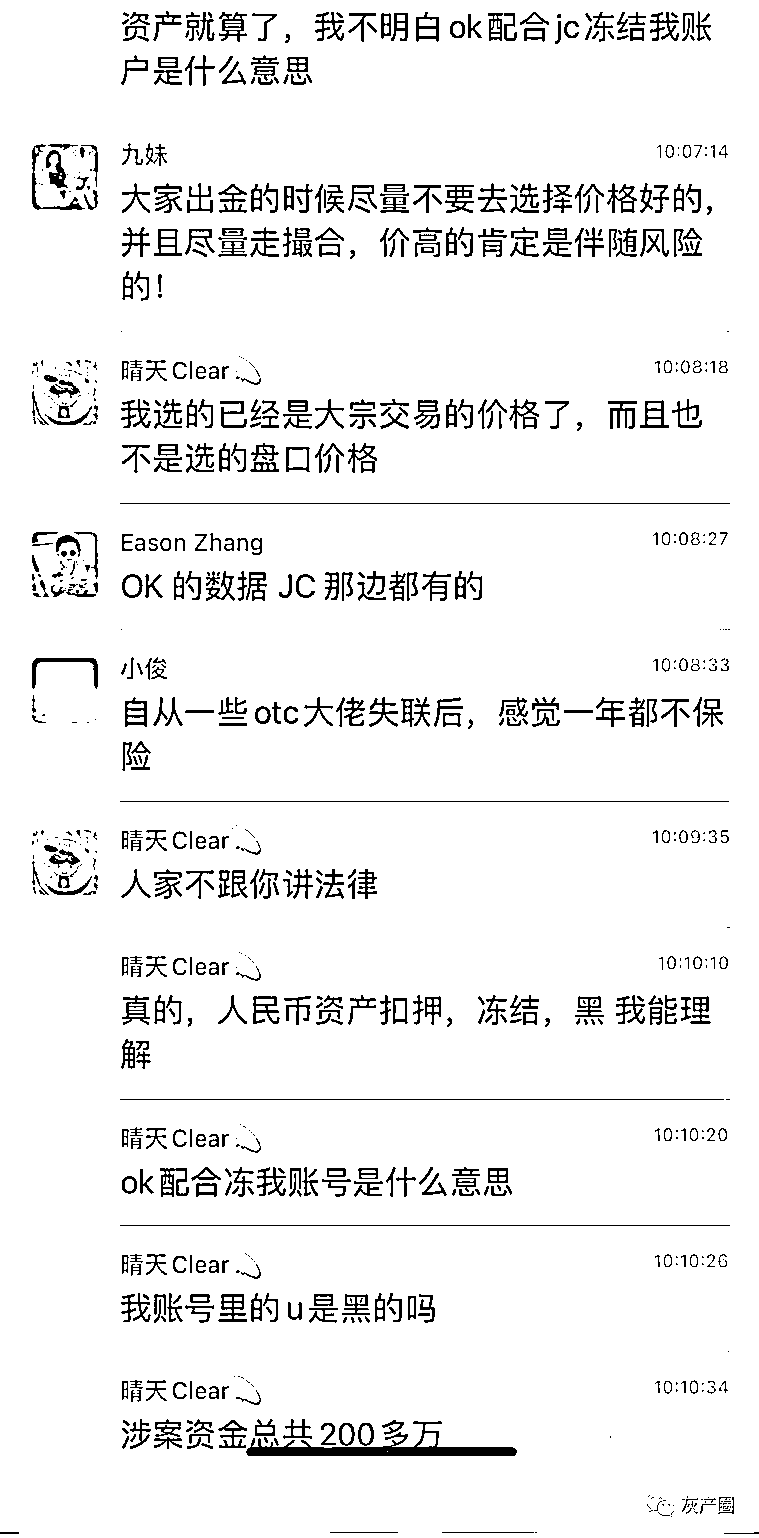 资产就算了，我不明白ok配合jc冻结我账
户是什么意思
九妹
10:07:14
大家出金的时候尽量不要去选择价格好的，
并且尽量走撮合，价高的肯定是伴随风险
的！
晴天Clear
10:08:18
我选的已经是大宗交易的价格了，而且也
不是选的盘口价格
Eason Zhang
10:08:27
OK 的数据 JC 那边都有的
小俊
10:08:33
自从一些otc大佬失联后，感觉一年都不保
险
晴天Clear
10:09:35
人家不跟你讲法律
晴天Clear
10:10:10
真的，人民币资产扣押，冻结，黑 我能理
解
晴天Clear
10:10:20
ok配合冻我账号是什么意思
晴天Clear
10:10:26
我账号里的u是黑的吗
晴天Clear
10:10:34
涉案资金总共200多万
灰产圈